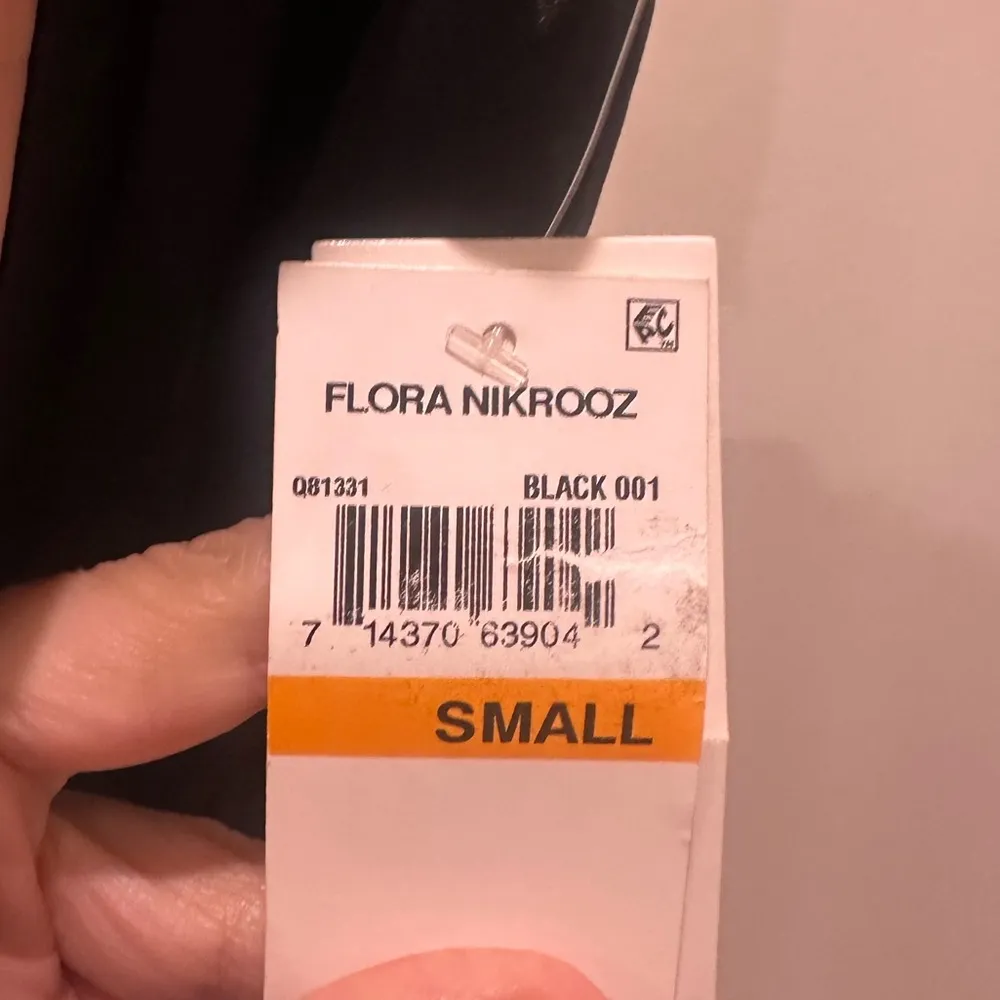 FLORA NIKROOZ
Q81331 BLACK 001
7 14370 63904 2
SMALL